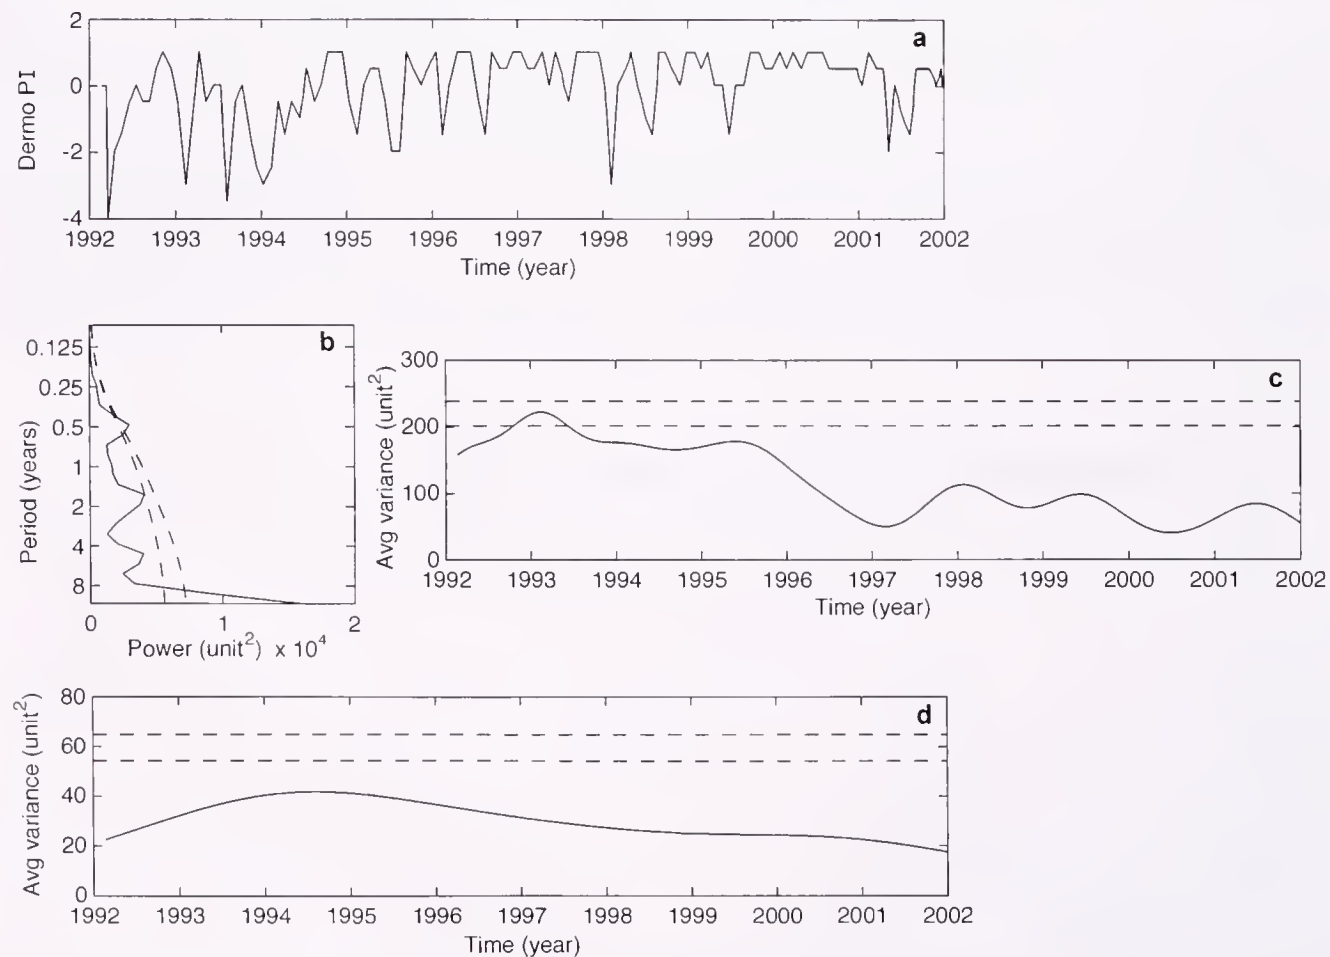 a
2
0
-2
-4
Dermo PI
1992 1993 1994 1995 1996 1997 1998 1999 2000 2001 2002
Time (year)
b
0.125
0.25
0.5
1
2
4
8
Period (years)
0 1 2
Power (unit²) x 10⁴
c
300
200
100
0
Avg variance (unit²)
1992 1993 1994 1995 1996 1997 1998 1999 2000 2001 2002
Time (year)
d
80
60
40
20
0
Avg variance (unit²)
1992 1993 1994 1995 1996 1997 1998 1999 2000 2001 2002
Time (year)